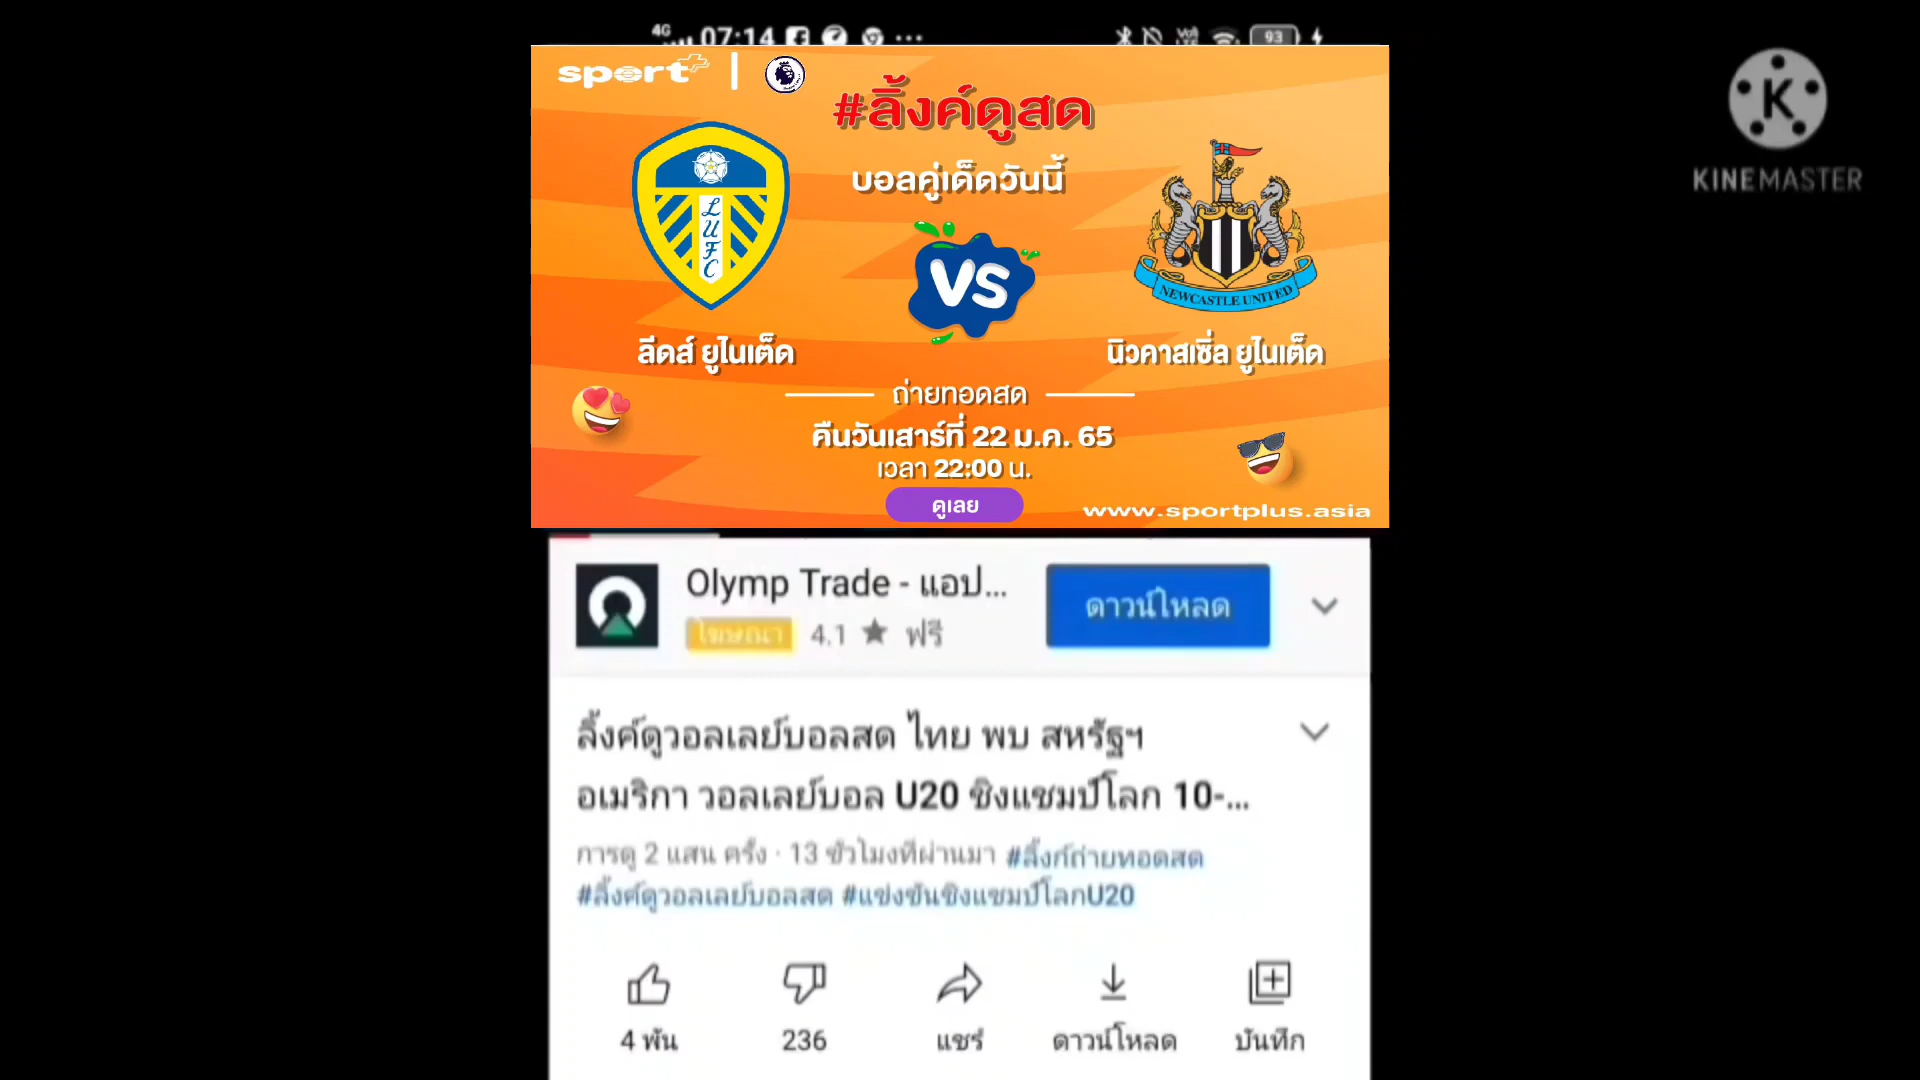 4G 07:14 93
sport+
#ลิ้งค์ดูสด
บอลคู่เด็ดวันนี้
LUFC
VS
NEWCASTLE UNITED
ลีดส์ ยูไนเต็ด
นิวคาสเซิ่ล ยูไนเต็ด
ถ่ายทอดสด
คืนวันเสาร์ที่ 22 ม.ค. 65
เวลา 22:00 น.
ดูเลย
www.sportplus.asia
K
KINEMASTER
Olymp Trade - แอป...
ดาวน์โหลด
โฆษณา 4.1 ★ ฟรี
ลิ้งค์ดูวอลเลย์บอลสด ไทย พบ สหรัฐฯ
อเมริกา วอลเลย์บอล U20 ชิงแชมป์โลก 10-...
การดู 2 แสน ครั้ง · 13 ชั่วโมงที่ผ่านมา #ลิ้งก์ถ่ายทอดสด
#ลิ้งค์ดูวอลเลย์บอลสด #แข่งขันชิงแชมป์โลกU20
4 พัน 236 แชร์ ดาวน์โหลด บันทึก